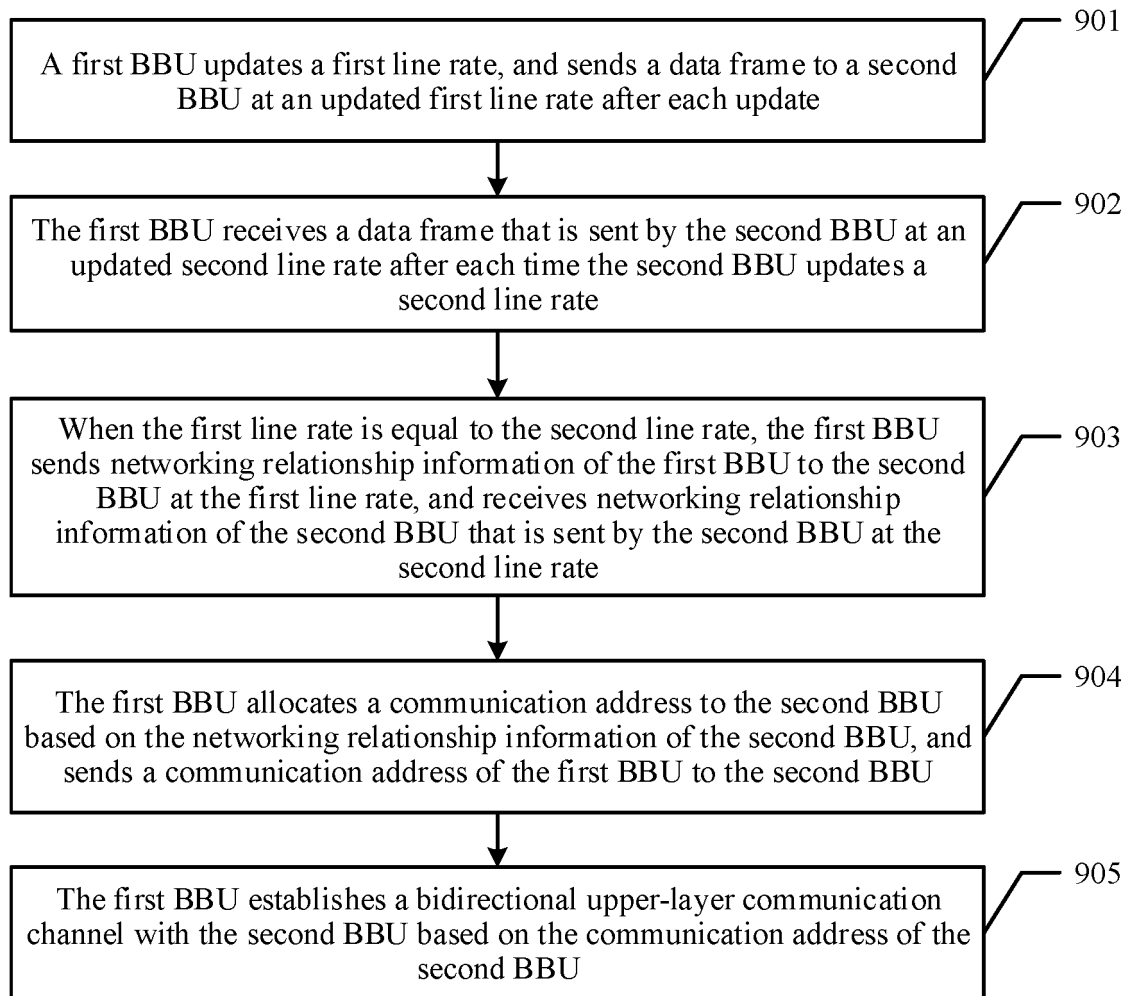 901
A first BBU updates a first line rate, and sends a data frame to a second
BBU at an updated first line rate after each update
902
The first BBU receives a data frame that is sent by the second BBU at an
updated second line rate after each time the second BBU updates a
second line rate
903
When the first line rate is equal to the second line rate, the first BBU
sends networking relationship information of the first BBU to the second
BBU at the first line rate, and receives networking relationship
information of the second BBU that is sent by the second BBU at the
second line rate
904
The first BBU allocates a communication address to the second BBU
based on the networking relationship information of the second BBU, and
sends a communication address of the first BBU to the second BBU
905
The first BBU establishes a bidirectional upper-layer communication
channel with the second BBU based on the communication address of the
second BBU